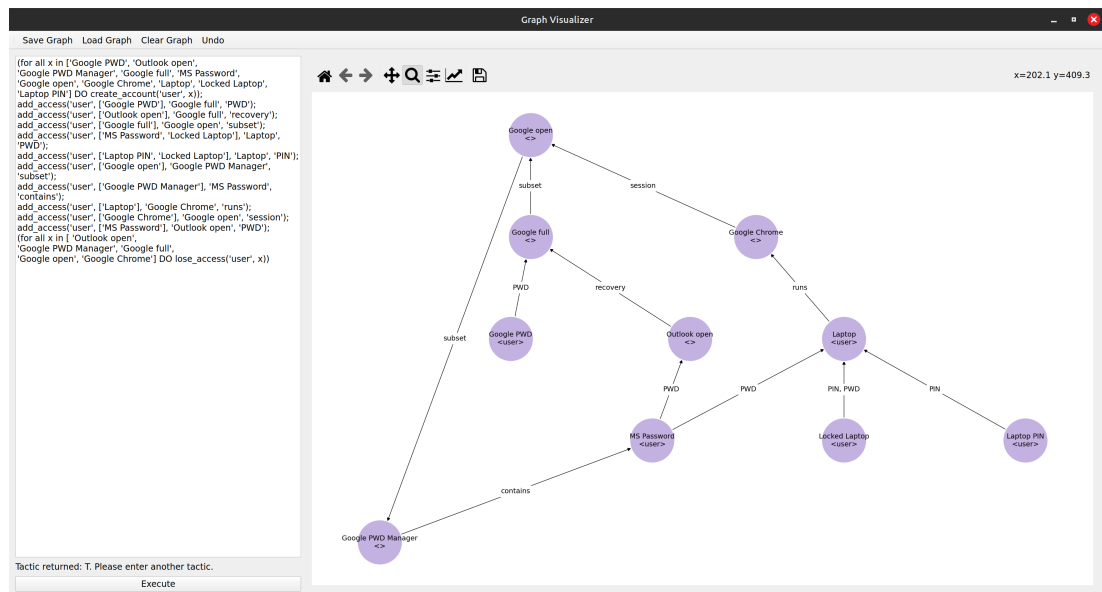 Graph Visualizer
Save Graph Load Graph Clear Graph Undo
(for all x in ['Google PWD', 'Outlook open',
'Google PWD Manager', 'Google full', 'MS Password',
'Google open', 'Google Chrome', 'Laptop', 'Locked Laptop',
'Laptop PIN'] DO create_account('user', x));
add_access('user', ['Google PWD'], 'Google full', 'PWD');
add_access('user', ['Outlook open'], 'Google full', 'recovery');
add_access('user', ['Google full'], 'Google open', 'subset');
add_access('user', ['MS Password', 'Locked Laptop'], 'Laptop',
'PWD');
add_access('user', ['Laptop PIN', 'Locked Laptop'], 'Laptop', 'PIN');
add_access('user', ['Google open'], 'Google PWD Manager',
'subset');
add_access('user', ['Google PWD Manager'], 'MS Password',
'contains');
add_access('user', ['Laptop'], 'Google Chrome', 'runs');
add_access('user', ['Google Chrome'], 'Google open', 'session');
add_access('user', ['MS Password'], 'Outlook open', 'PWD');
(for all x in [ 'Outlook open',
'Google PWD Manager', 'Google full',
'Google open', 'Google Chrome'] DO lose_access('user', x))
Tactic returned: T. Please enter another tactic.
Execute
x=202.1 y=409.3
Google open
<>
subset
session
Google full
<>
Google Chrome
<>
PWD
recovery
runs
subset
Google PWD
<user>
Outlook open
<>
Laptop
<user>
PWD
PWD
PIN, PWD
PIN
MS Password
<user>
Locked Laptop
<user>
Laptop PIN
<user>
contains
Google PWD Manager
<>